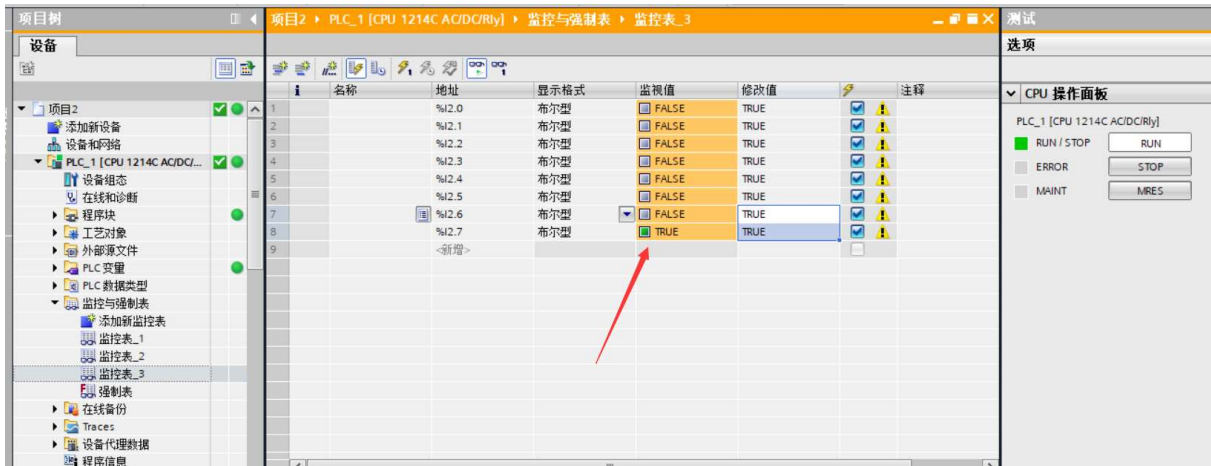 项目树
项目2 ▸ PLC_1 [CPU 1214C AC/DC/Rly] ▸ 监控与强制表 ▸ 监控表_3
测试
设备
选项
i 名称 地址 显示格式 监视值 修改值 注释
1 %I2.0 布尔型 FALSE TRUE
2 %I2.1 布尔型 FALSE TRUE
3 %I2.2 布尔型 FALSE TRUE
4 %I2.3 布尔型 FALSE TRUE
5 %I2.4 布尔型 FALSE TRUE
6 %I2.5 布尔型 FALSE TRUE
7 %I2.6 布尔型 FALSE TRUE
8 %I2.7 布尔型 TRUE TRUE
9 <新增>
项目2
添加新设备
设备和网络
PLC_1 [CPU 1214C AC/DC/...
设备组态
在线和诊断
程序块
工艺对象
外部源文件
PLC 变量
PLC 数据类型
监控与强制表
添加新监控表
监控表_1
监控表_2
监控表_3
强制表
在线备份
Traces
设备代理数据
程序信息
CPU 操作面板
PLC_1 [CPU 1214C AC/DC/Rly]
RUN / STOP RUN
ERROR STOP
MAINT MRES